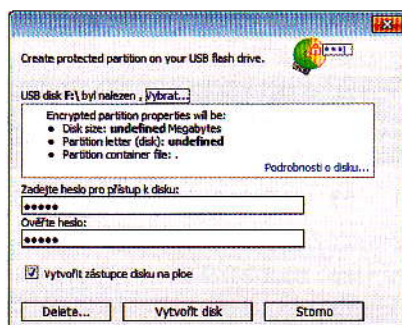 Create protected partition on your USB flash drive.
USB disk F:\ byl nalezen , Vybrat...
Encrypted partition properties will be:
• Disk size: undefined Megabytes
• Partition letter (disk): undefined
• Partition container file: .
Podrobnosti o disku...
Zadejte heslo pro přístup k disku:
•••••
Ověřte heslo:
•••••
Vytvořit zástupce disku na ploe
Delete...
Vytvořit disk
Storno